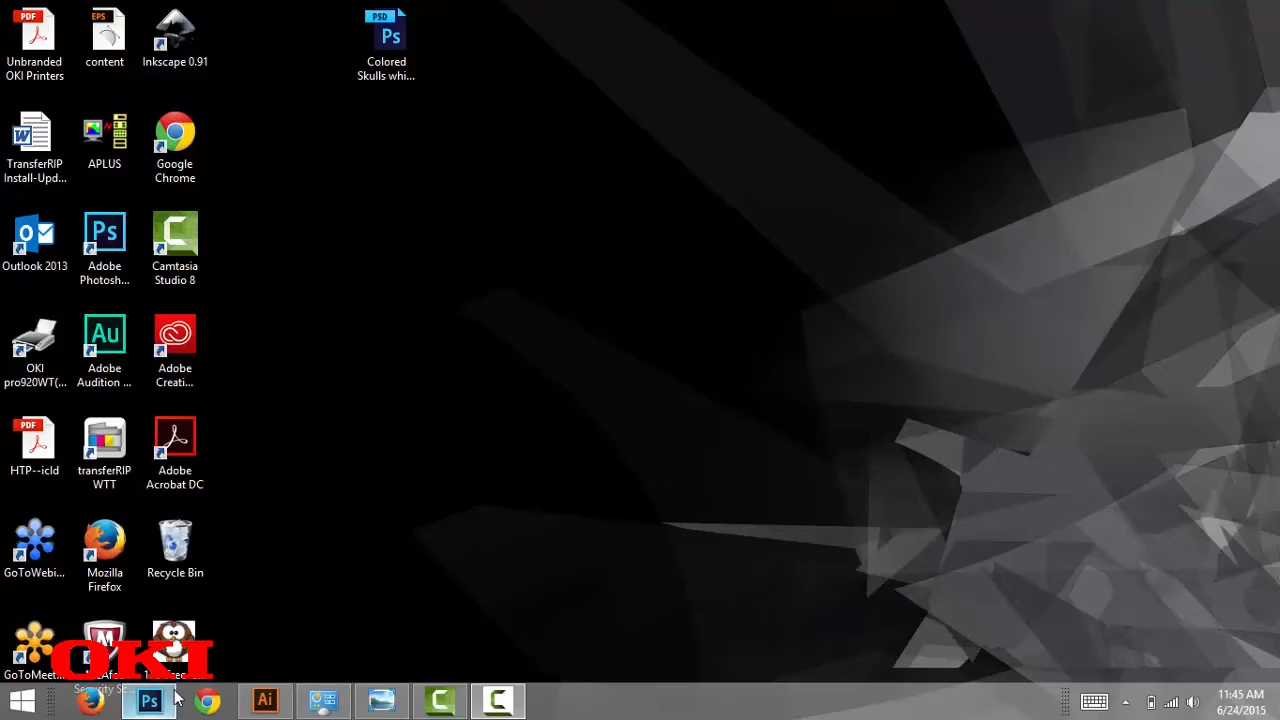 PDF
Unbranded
OKI Printers
EPS
content
Inkscape 0.91
PSD
Ps
Colored
Skulls whi...
W
TransferRIP
Install-Upd...
APLUS
Google
Chrome
Outlook 2013
Ps
Adobe
Photosh...
Camtasia
Studio 8
OKI
pro920WT(...
Au
Adobe
Audition ...
Adobe
Creati...
PDF
HTP--icld
transferRIP
WTT
Adobe
Acrobat DC
GoToWebi...
Mozilla
Firefox
Recycle Bin
GoToMeet...
OKI
Ps
Ai
11:45 AM
6/24/2015